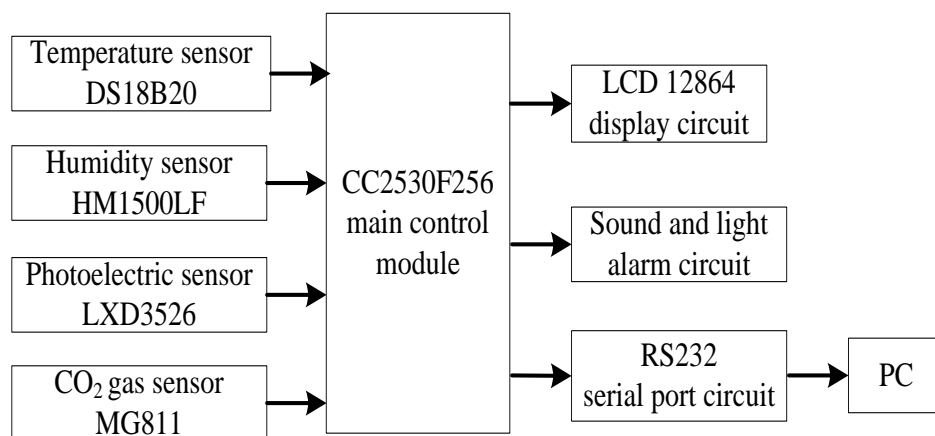 Temperature sensor
DS18B20
Humidity sensor
HM1500LF
Photoelectric sensor
LXD3526
CO₂ gas sensor
MG811
CC2530F256
main control
module
LCD 12864
display circuit
Sound and light
alarm circuit
RS232
serial port circuit
PC